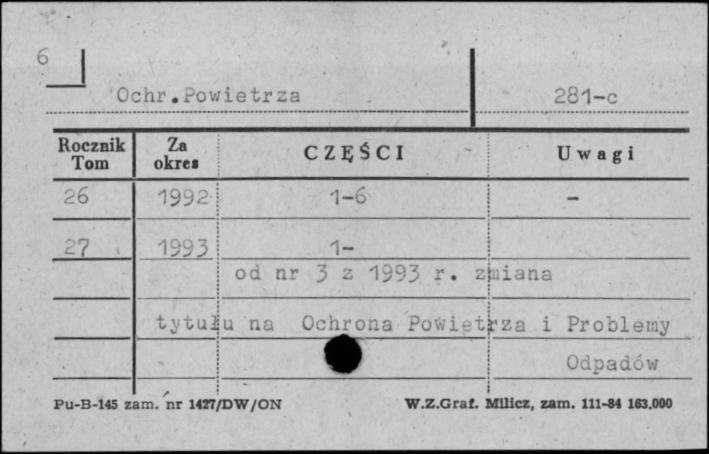 6
Ochr.Powietrza 281-c
Rocznik Tom Za okres CZĘŚCI Uwagi
26 1992 1-6 -
27 1993 1-
od nr 3 z 1993 r. zmiana
tytułu na Ochrona Powietrza i Problemy
Odpadów
Pu-B-145 zam. nr 1427/DW/ON W.Z.Graf. Milicz, zam. 111-84 163.000